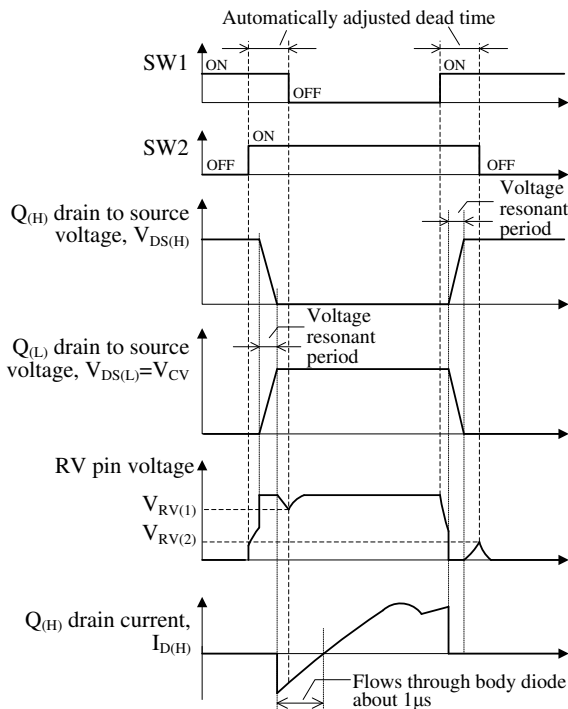 Automatically adjusted dead time
SW1
ON
OFF
ON
SW2
OFF
ON
OFF
Voltage
resonant
period
Q(H) drain to source
voltage, VDS(H)
Voltage
resonant
period
Q(L) drain to source
voltage, VDS(L)=VCV
RV pin voltage
VRV(1)
VRV(2)
Q(H) drain current,
ID(H)
Flows through body diode
about 1μs